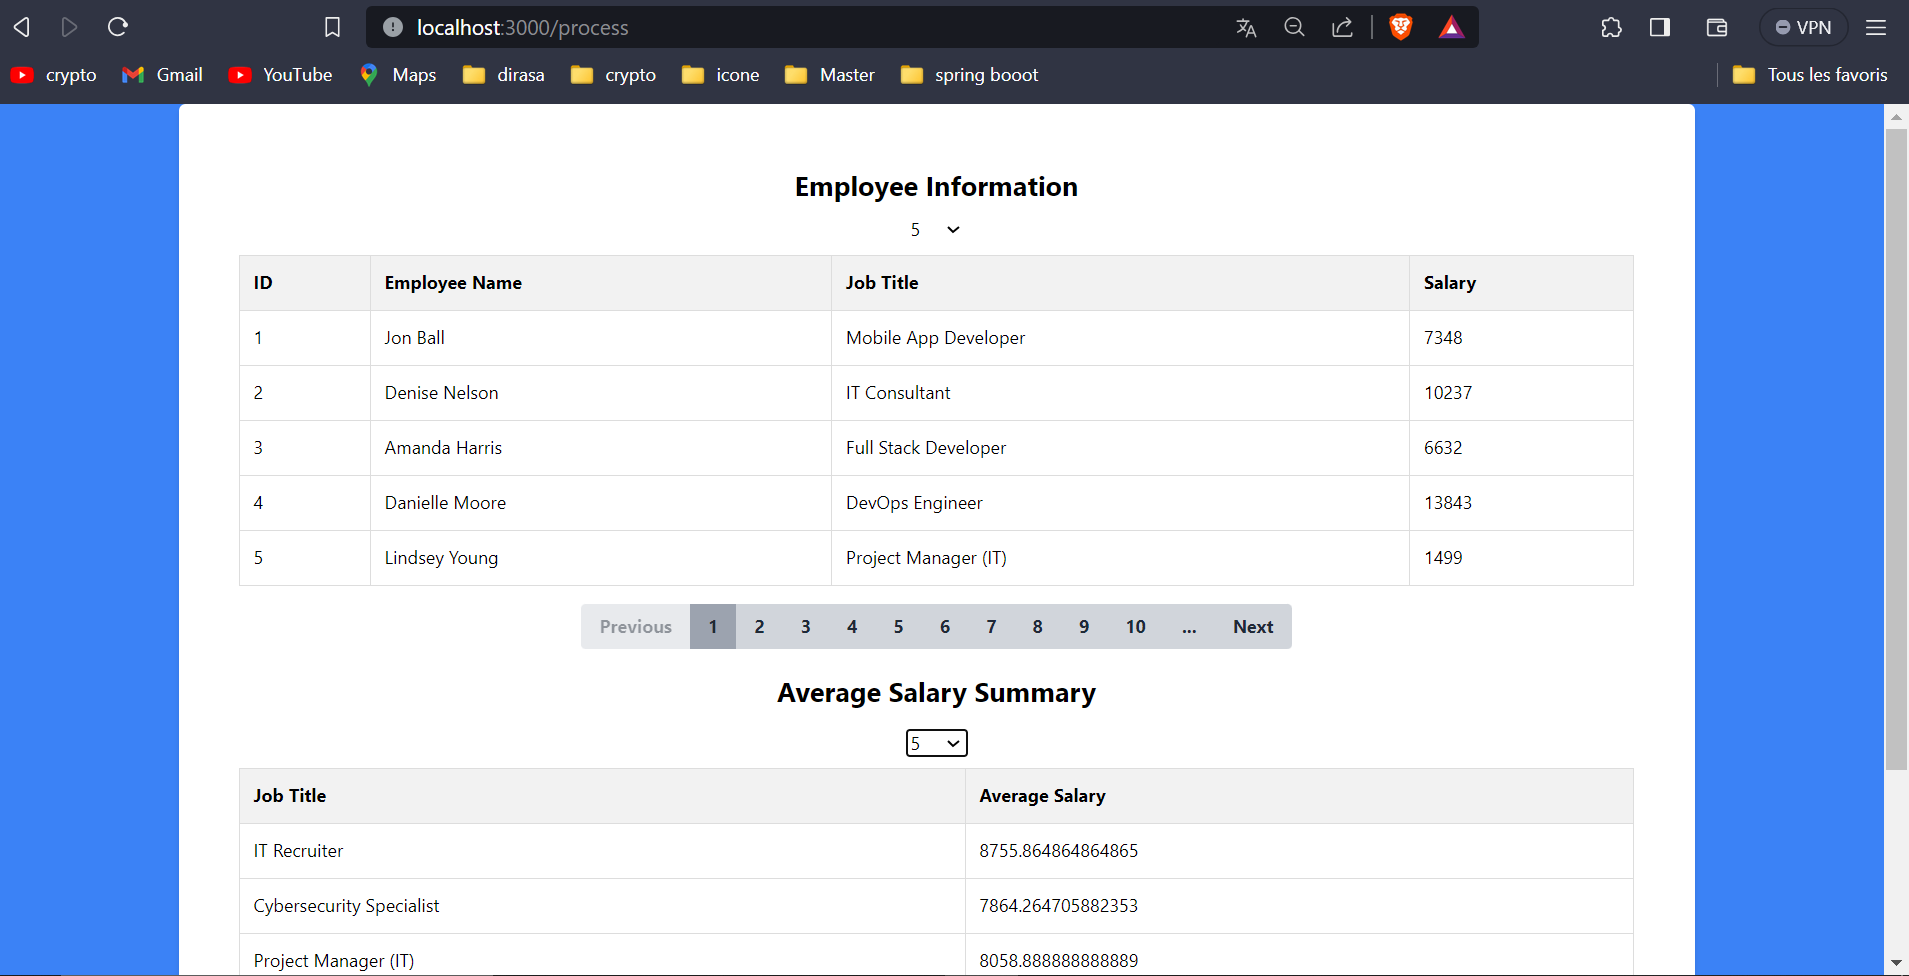 localhost:3000/process
VPN
crypto Gmail YouTube Maps dirasa crypto icone Master spring booot Tous les favoris
Employee Information
5
ID Employee Name Job Title Salary
1 Jon Ball Mobile App Developer 7348
2 Denise Nelson IT Consultant 10237
3 Amanda Harris Full Stack Developer 6632
4 Danielle Moore DevOps Engineer 13843
5 Lindsey Young Project Manager (IT) 1499
Previous 1 2 3 4 5 6 7 8 9 10 ... Next
Average Salary Summary
5
Job Title Average Salary
IT Recruiter 8755.864864864865
Cybersecurity Specialist 7864.264705882353
Project Manager (IT) 8058.888888888889